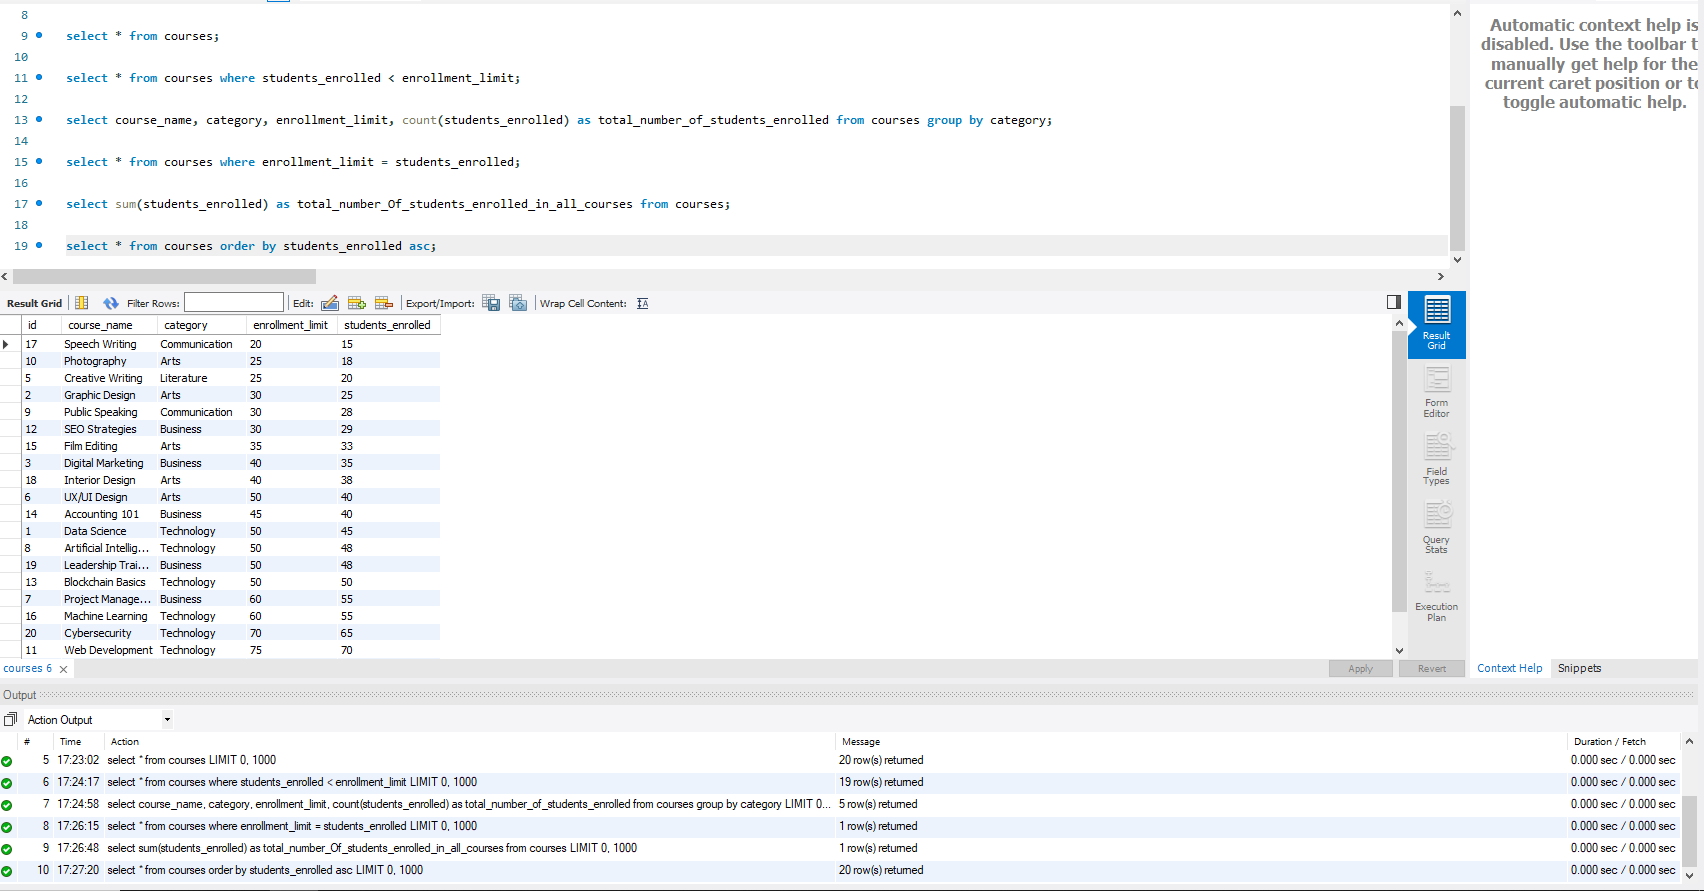 8
9 select * from courses;
10
11 select * from courses where students_enrolled < enrollment_limit;
12
13 select course_name, category, enrollment_limit, count(students_enrolled) as total_number_of_students_enrolled from courses group by category;
14
15 select * from courses where enrollment_limit = students_enrolled;
16
17 select sum(students_enrolled) as total_number_Of_students_enrolled_in_all_courses from courses;
18
19 select * from courses order by students_enrolled asc;
Automatic context help is
disabled. Use the toolbar t
manually get help for the
current caret position or to
toggle automatic help.
Result Grid Filter Rows: Edit: Export/Import: Wrap Cell Content: IA
id course_name category enrollment_limit students_enrolled
17 Speech Writing Communication 20 15
10 Photography Arts 25 18
5 Creative Writing Literature 25 20
2 Graphic Design Arts 30 25
9 Public Speaking Communication 30 28
12 SEO Strategies Business 30 29
15 Film Editing Arts 35 33
3 Digital Marketing Business 40 35
18 Interior Design Arts 40 38
6 UX/UI Design Arts 50 40
14 Accounting 101 Business 45 40
1 Data Science Technology 50 45
8 Artificial Intellig... Technology 50 48
19 Leadership Trai... Business 50 48
13 Blockchain Basics Technology 50 50
7 Project Manage... Business 60 55
16 Machine Learning Technology 60 55
20 Cybersecurity Technology 70 65
11 Web Development Technology 75 70
Result
Grid
Form
Editor
Field
Types
Query
Stats
Execution
Plan
courses 6 Apply Revert
Context Help Snippets
Output
Action Output
# Time Action Message Duration / Fetch
5 17:23:02 select * from courses LIMIT 0, 1000 20 row(s) returned 0.000 sec / 0.000 sec
6 17:24:17 select * from courses where students_enrolled < enrollment_limit LIMIT 0, 1000 19 row(s) returned 0.000 sec / 0.000 sec
7 17:24:58 select course_name, category, enrollment_limit, count(students_enrolled) as total_number_of_students_enrolled from courses group by category LIMIT 0... 5 row(s) returned 0.000 sec / 0.000 sec
8 17:26:15 select * from courses where enrollment_limit = students_enrolled LIMIT 0, 1000 1 row(s) returned 0.000 sec / 0.000 sec
9 17:26:48 select sum(students_enrolled) as total_number_Of_students_enrolled_in_all_courses from courses LIMIT 0, 1000 1 row(s) returned 0.000 sec / 0.000 sec
10 17:27:20 select * from courses order by students_enrolled asc LIMIT 0, 1000 20 row(s) returned 0.000 sec / 0.000 sec